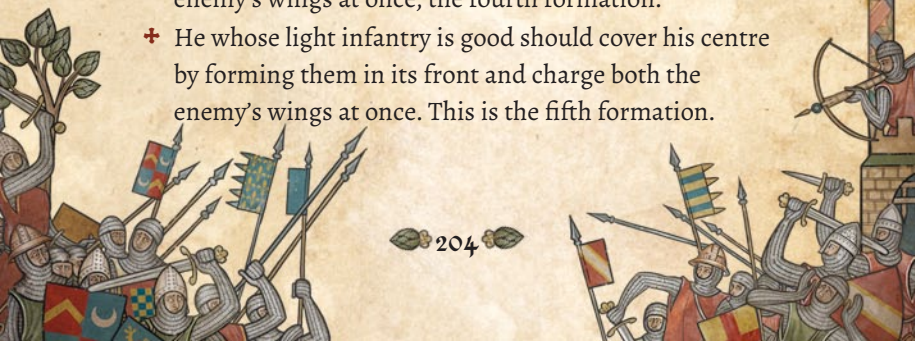 enemy's wings at once, the fourth formation.
He whose light infantry is good should cover his centre
by forming them in its front and charge both the
enemy's wings at once. This is the fifth formation.
204